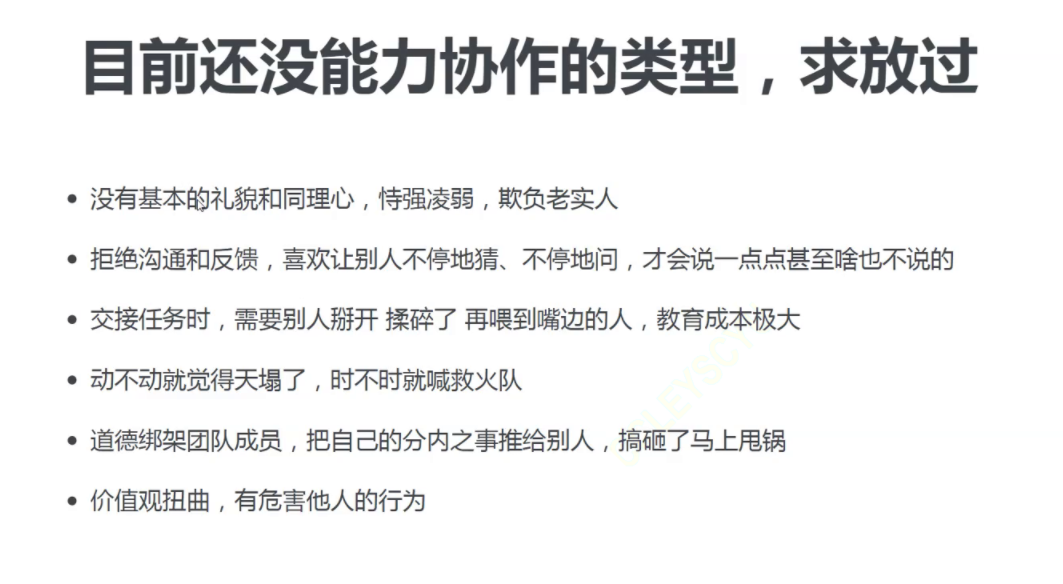 目前还没能力协作的类型，求放过
• 没有基本的礼貌和同理心，恃强凌弱，欺负老实人
• 拒绝沟通和反馈，喜欢让别人不停地猜、不停地问，才会说一点点甚至啥也不说的
• 交接任务时，需要别人掰开 揉碎了 再喂到嘴边的人，教育成本极大
• 动不动就觉得天塌了，时不时就喊救火队
• 道德绑架团队成员，把自己的分内之事推给别人，搞砸了马上甩锅
• 价值观扭曲，有危害他人的行为